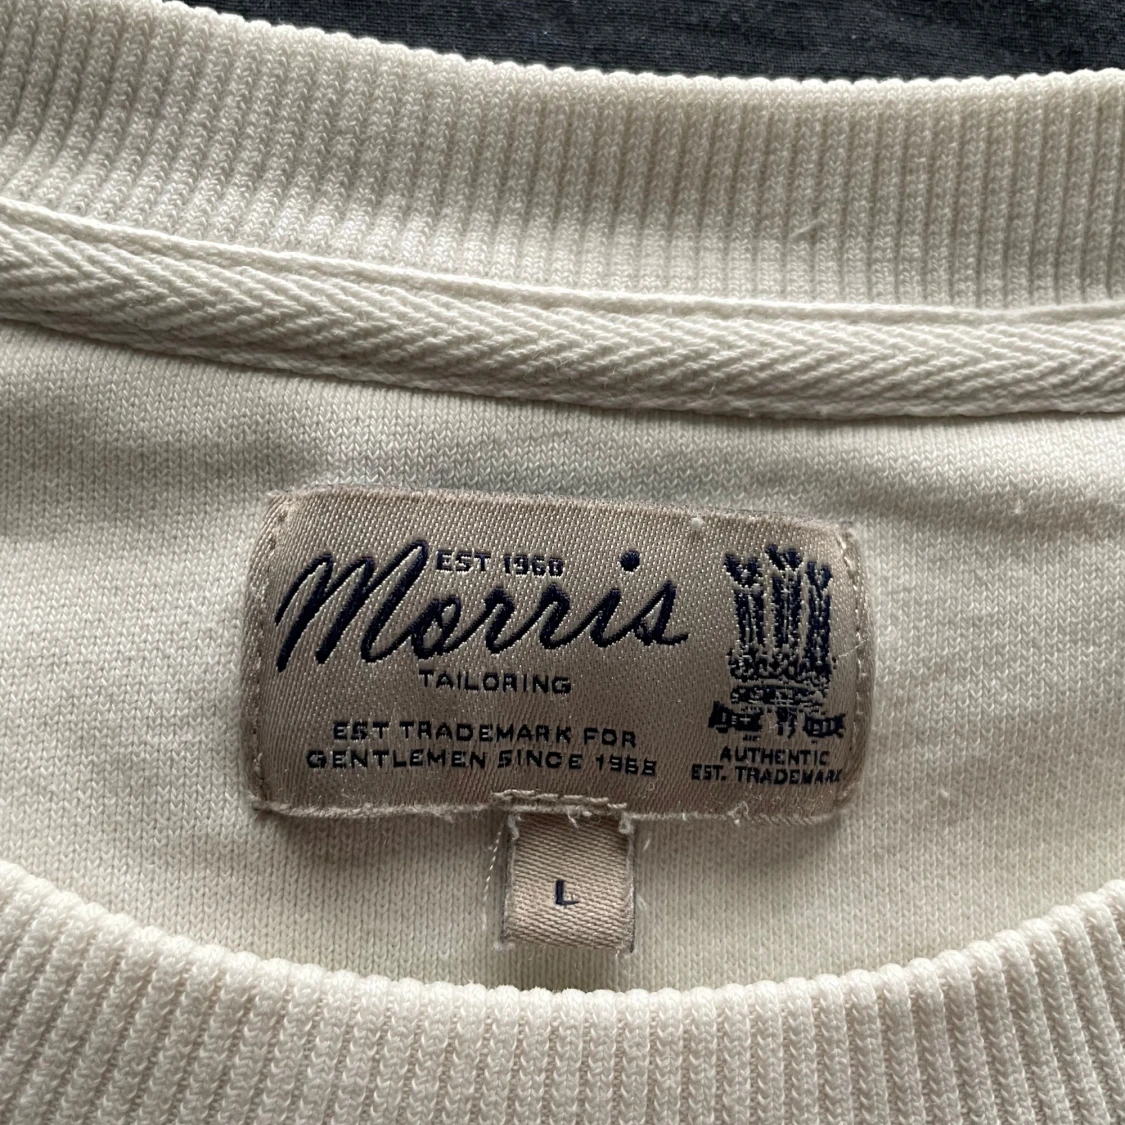 EST 1968
Morris
TAILORING
EST TRADEMARK FOR
GENTLEMEN SINCE 1968
AUTHENTIC
EST. TRADEMARK
L